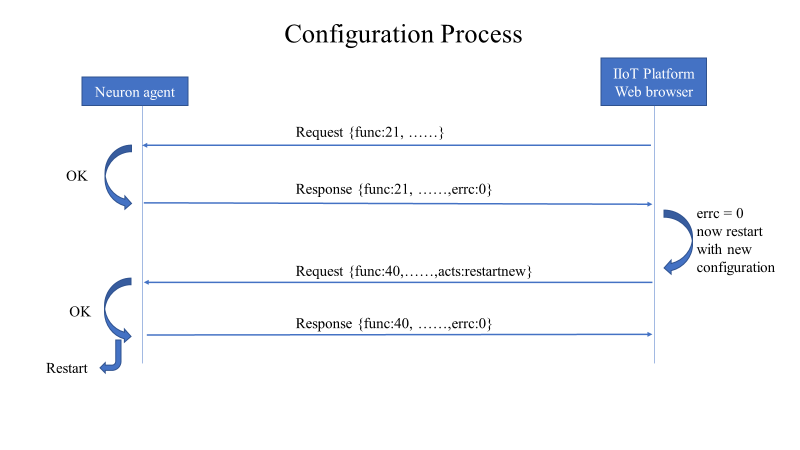 Configuration Process
Neuron agent
IIoT Platform
Web browser
Request {func:21, ……}
OK
Response {func:21, ……,errc:0}
errc = 0
now restart
with new
configuration
Request {func:40,……,acts:restartnew}
OK
Response {func:40, ……,errc:0}
Restart